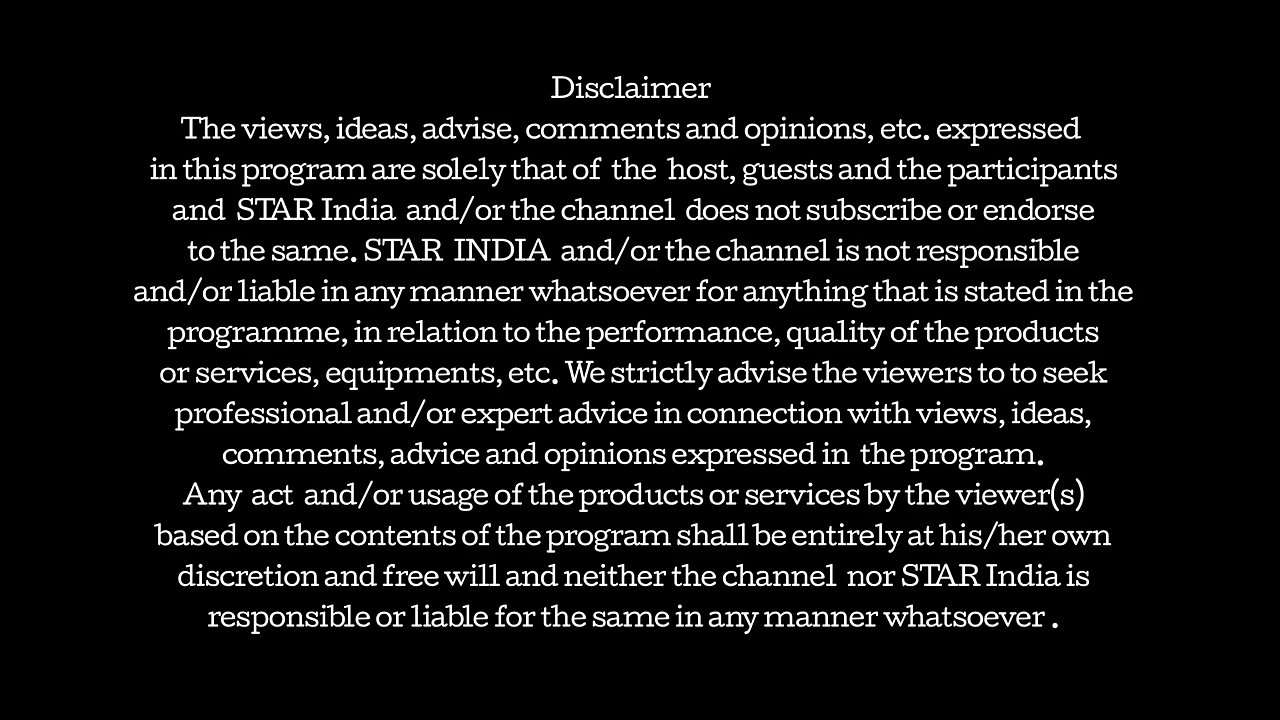 Disclaimer
The views, ideas, advise, comments and opinions, etc. expressed
in this program are solely that of the host, guests and the participants
and STAR India and/or the channel does not subscribe or endorse
to the same. STAR INDIA and/or the channel is not responsible
and/or liable in any manner whatsoever for anything that is stated in the
programme, in relation to the performance, quality of the products
or services, equipments, etc. We strictly advise the viewers to to seek
professional and/or expert advice in connection with views, ideas,
comments, advice and opinions expressed in the program.
Any act and/or usage of the products or services by the viewer(s)
based on the contents of the program shall be entirely at his/her own
discretion and free will and neither the channel nor STAR India is
responsible or liable for the same in any manner whatsoever .